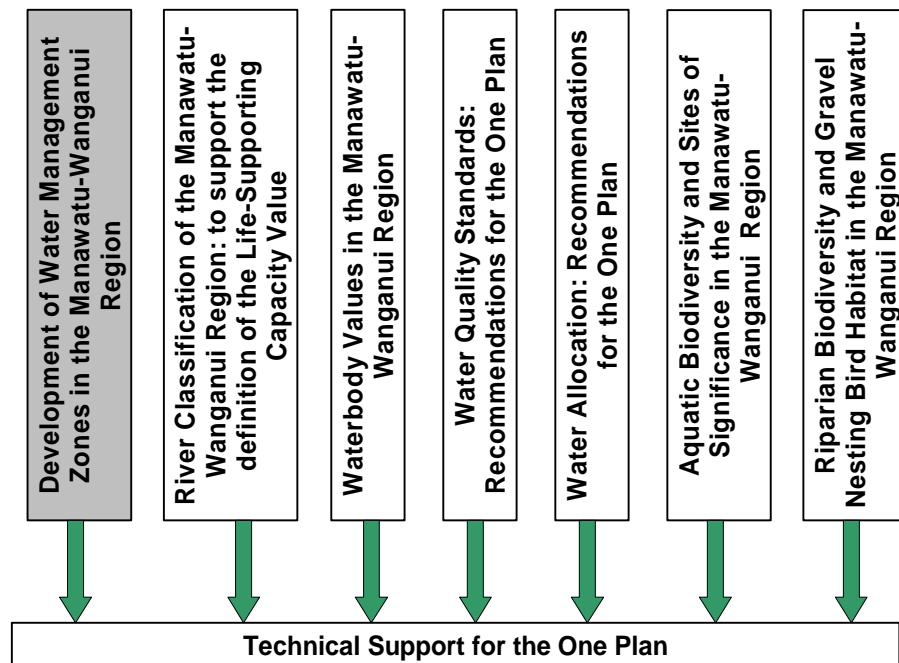 Development of Water Management
Zones in the Manawatu-Wanganui
Region
River Classification of the Manawatu-
Wanganui Region: to support the
definition of the Life-Supporting
Capacity Value
Waterbody Values in the Manawatu-
Wanganui Region
Water Quality Standards:
Recommendations for the One Plan
Water Allocation: Recommendations
for the One Plan
Aquatic Biodiversity and Sites of
Significance in the Manawatu-
Wanganui Region
Riparian Biodiversity and Gravel
Nesting Bird Habitat in the Manawatu-
Wanganui Region
Technical Support for the One Plan